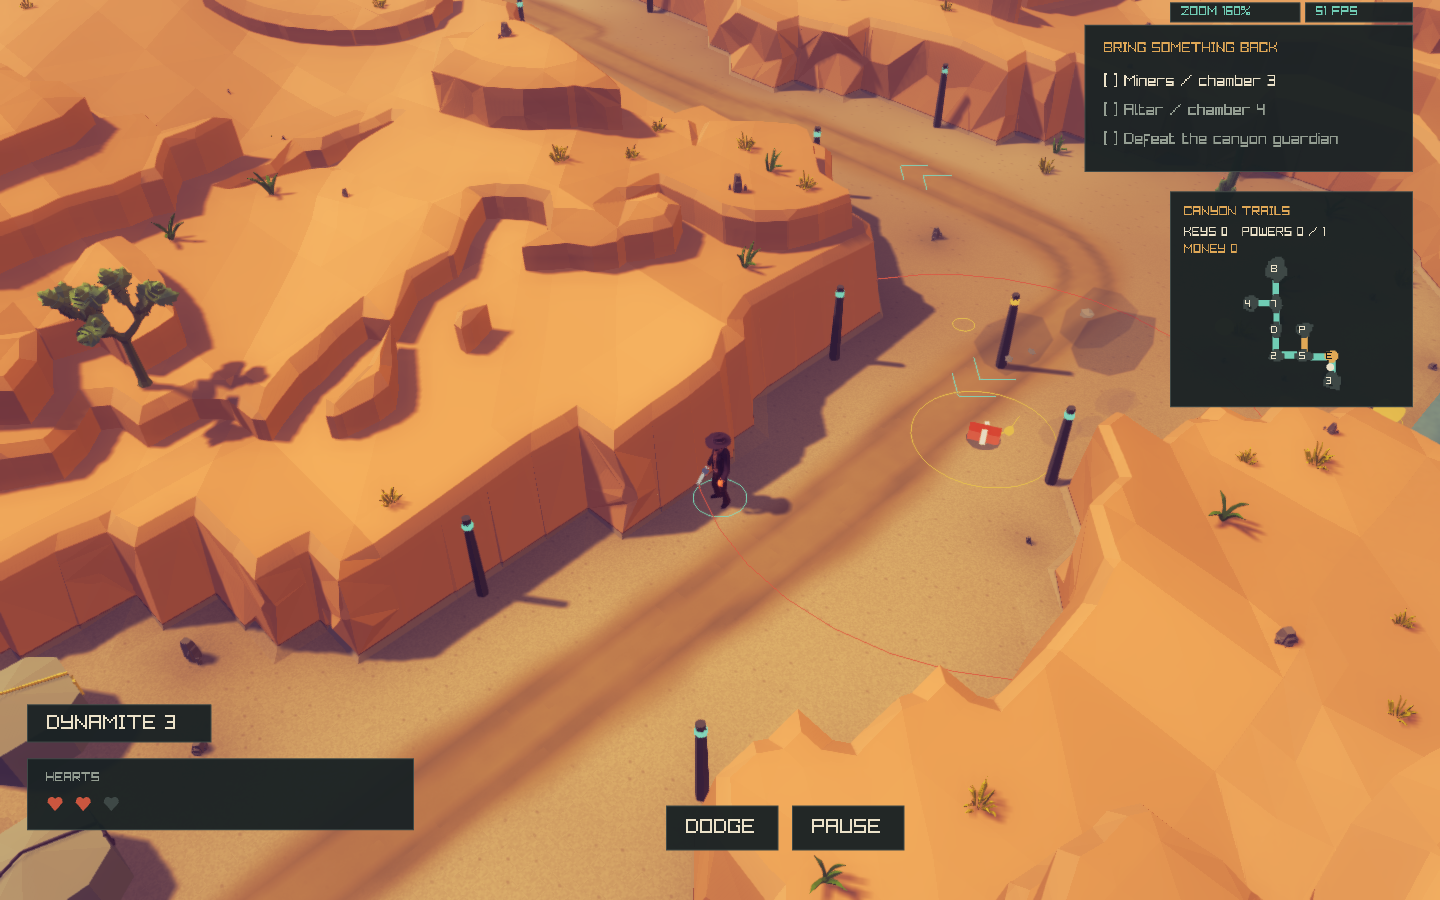 ZOOM 160%
51 FPS
BRING SOMETHING BACK
[ ] Miners / chamber 3
[ ] Altar / chamber 4
[ ] Defeat the canyon guardian
CANYON TRAILS
KEYS 0 POWERS 0 / 1
MONEY 0
B
4 7
D P
2 S E
3
DYNAMITE 3
HEARTS
DODGE
PAUSE